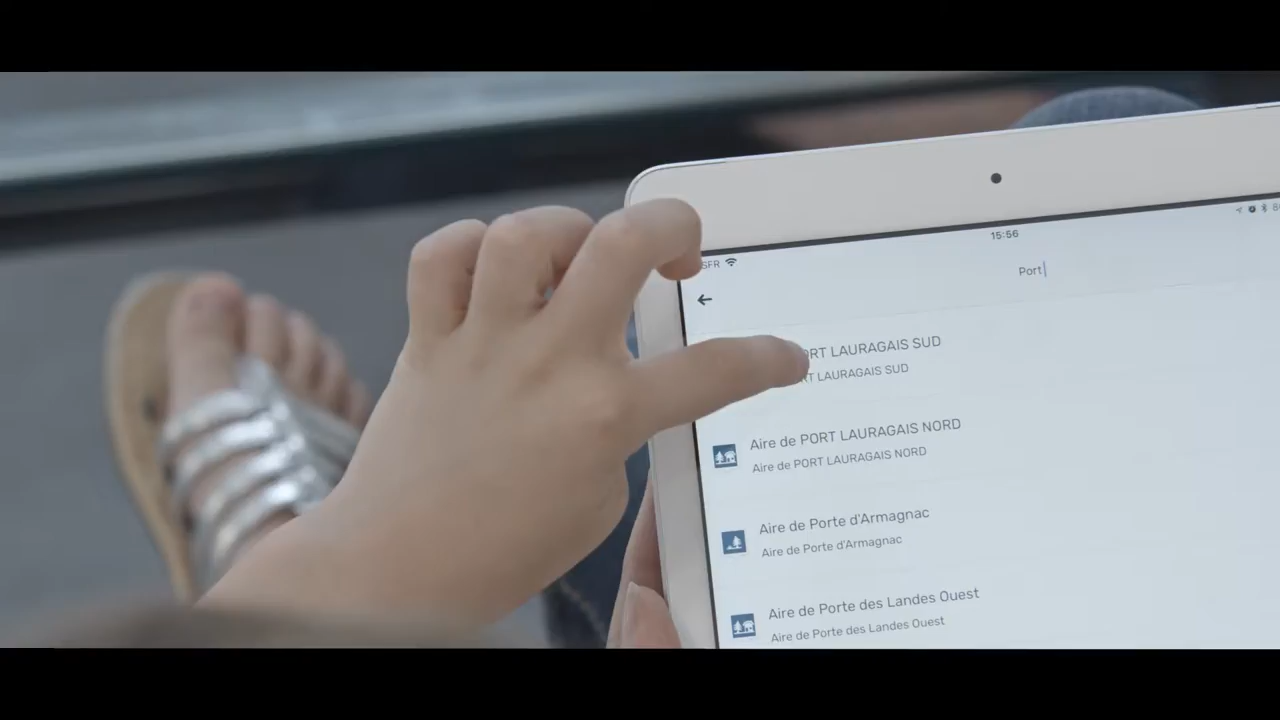 15:56
SFR
Port
PORT LAURAGAIS SUD
LAURAGAIS SUD
Aire de PORT LAURAGAIS NORD
Aire de PORT LAURAGAIS NORD
Aire de Porte d'Armagnac
Aire de Porte d'Armagnac
Aire de Porte des Landes Ouest
Aire de Porte des Landes Ouest